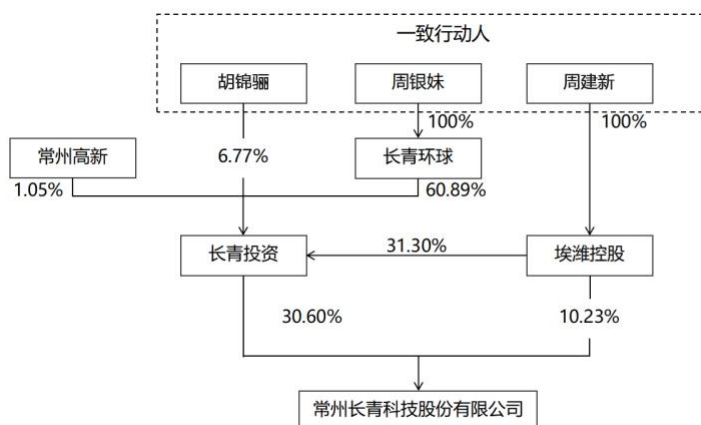 一致行动人
胡锦骊
周银妹
周建新
100%
100%
常州高新
6.77%
长青环球
1.05%
60.89%
长青投资
31.30%
埃潍控股
30.60%
10.23%
常州长青科技股份有限公司